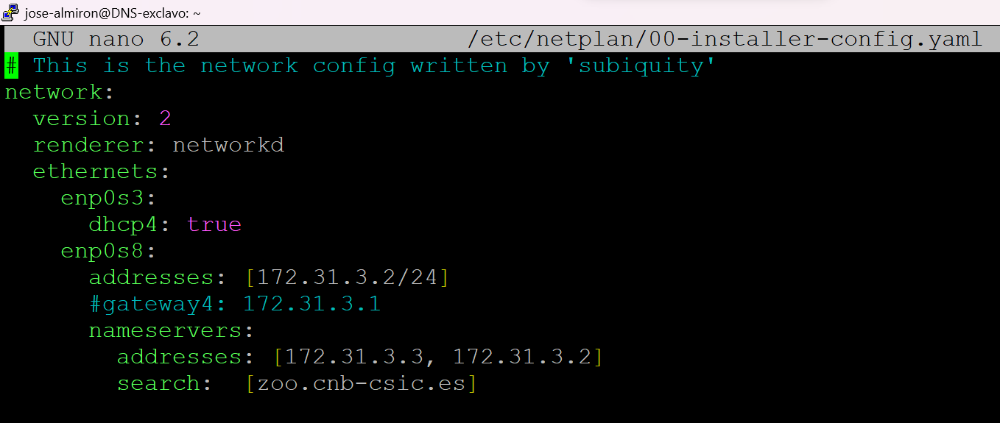 jose-almiron@DNS-exclavo: ~
GNU nano 6.2 /etc/netplan/00-installer-config.yaml
# This is the network config written by 'subiquity'
network:
  version: 2
  renderer: networkd
  ethernets:
    enp0s3:
      dhcp4: true
    enp0s8:
      addresses: [172.31.3.2/24]
      #gateway4: 172.31.3.1
      nameservers:
        addresses: [172.31.3.3, 172.31.3.2]
        search:  [zoo.cnb-csic.es]